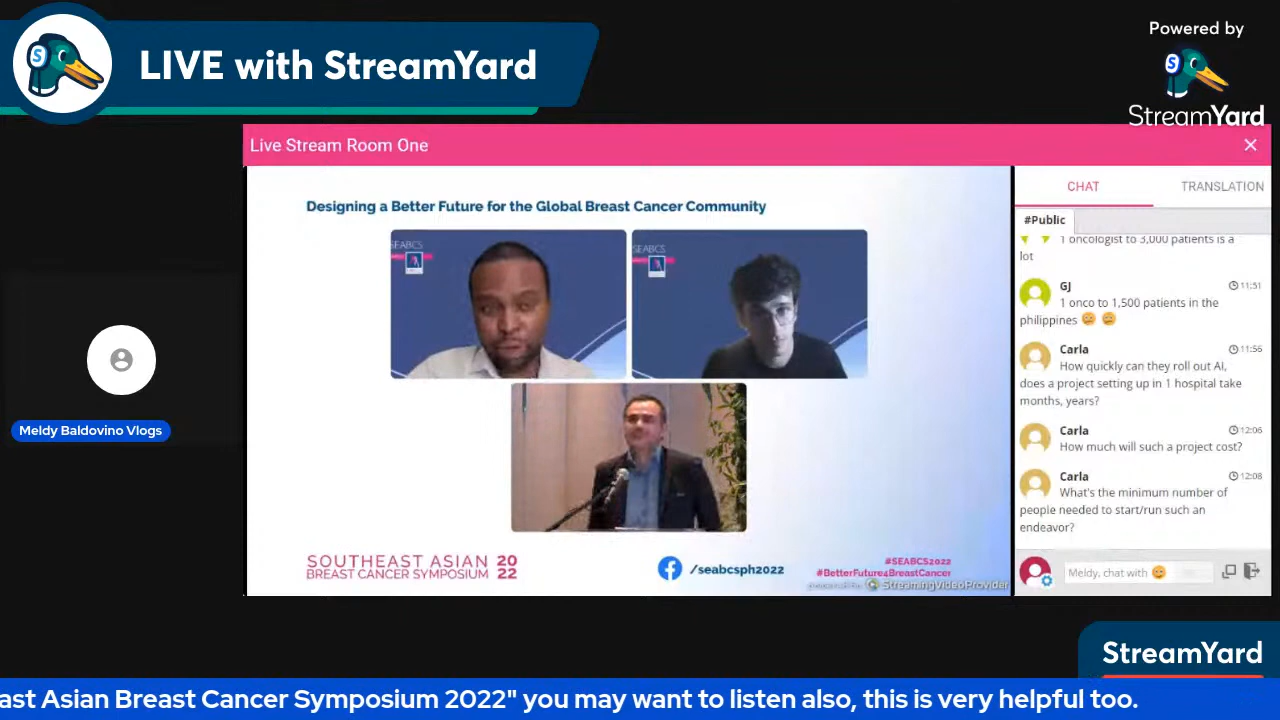 LIVE with StreamYard
Powered by
StreamYard
Live Stream Room One
Designing a Better Future for the Global Breast Cancer Community
SEABCS
SEABCS
SOUTHEAST ASIAN 20
BREAST CANCER SYMPOSIUM 22
/seabcsph2022
#SEABCS2022
#BetterFuture4BreastCancer
StreamingVideoProvider
CHAT TRANSLATION
#Public
1 oncologist to 3,000 patients is a
lot
GJ 11:51
1 onco to 1,500 patients in the
philippines
Carla 11:56
How quickly can they roll out AI,
does a project setting up in 1 hospital take
months, years?
Carla 12:06
How much will such a project cost?
Carla 12:08
What's the minimum number of
people needed to start/run such an
endeavor?
Meldy, chat with
Meldy Baldovino Vlogs
StreamYard
ast Asian Breast Cancer Symposium 2022" you may want to listen also, this is very helpful too.